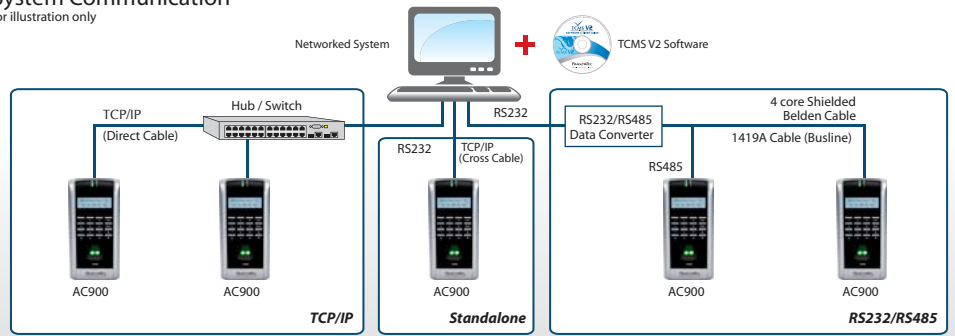 System Communication
or illustration only
Networked System
TCMS V2 Software
TCMS V2
TCP/IP
(Direct Cable)
Hub / Switch
AC900
AC900
TCP/IP
RS232
TCP/IP
(Cross Cable)
AC900
Standalone
RS232
RS232/RS485
Data Converter
4 core Shielded
Belden Cable
1419A Cable (Busline)
RS485
AC900
AC900
RS232/RS485